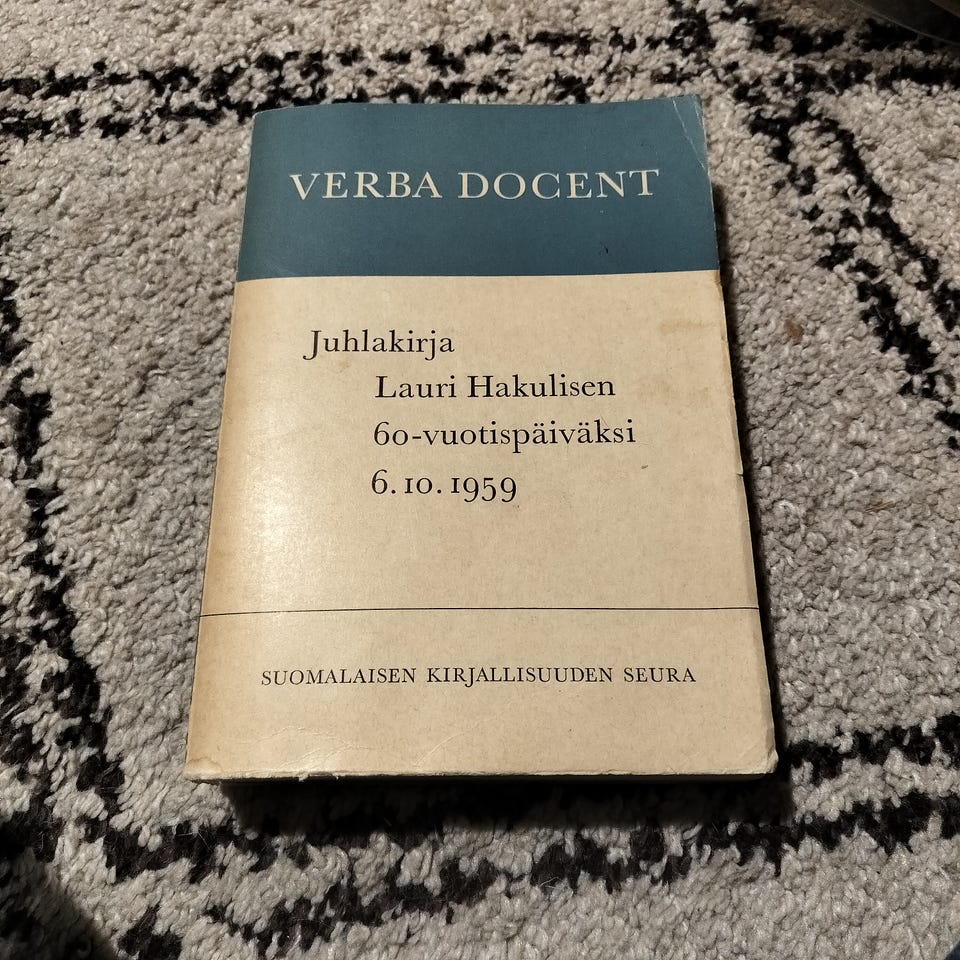 VERBA DOCENT
Juhlakirja
Lauri Hakulisen
60-vuotispäiväksi
6.10.1959
SUOMALAISEN KIRJALLISUUDEN SEURA